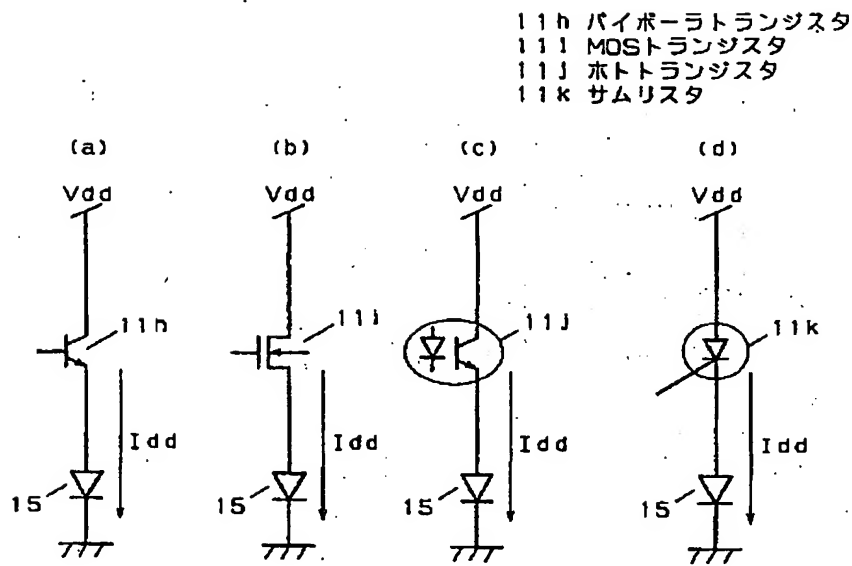 11h バイポーラトランジスタ
11i MOSトランジスタ
11j ホトトランジスタ
11k サムリスタ
(a) (b) (c) (d)
Vdd Vdd Vdd Vdd
11h 11i 11j 11k
Idd Idd Idd Idd
15 15 15 15